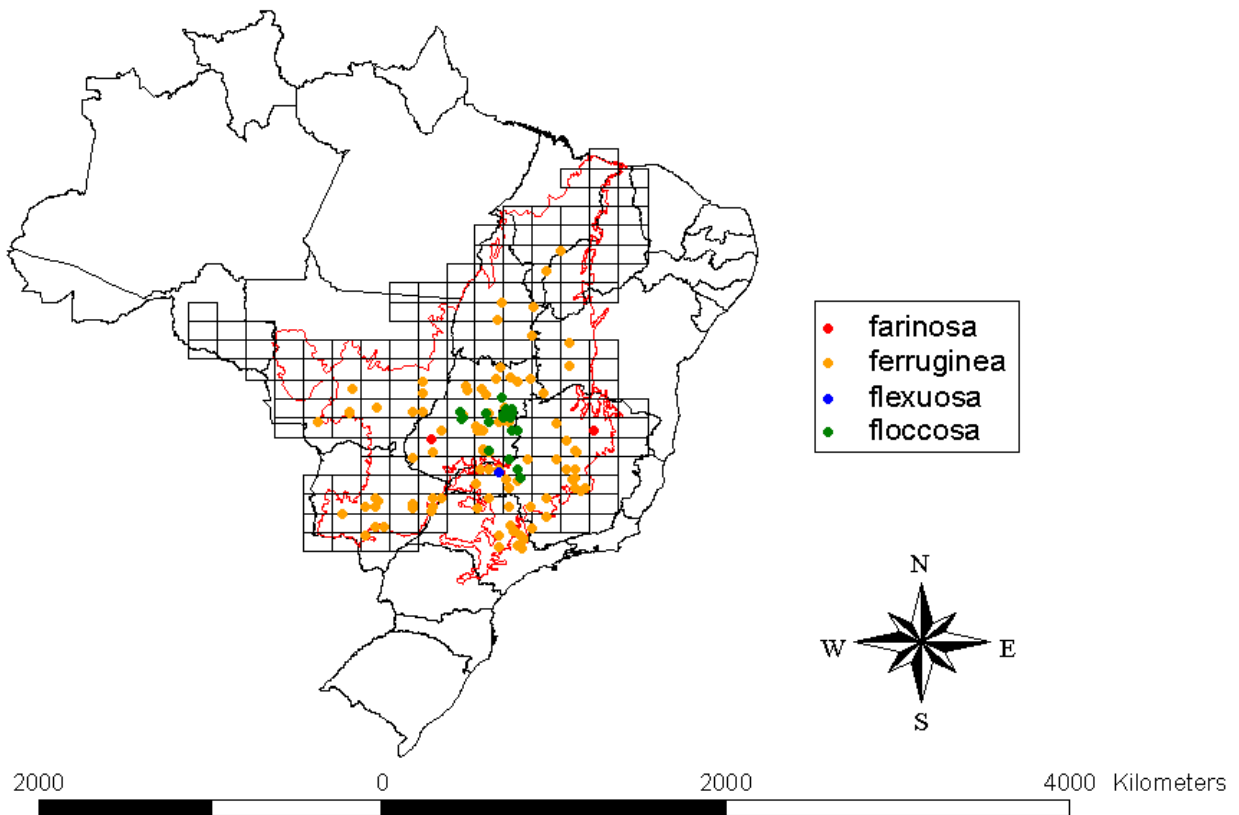 farinosa
ferruginea
flexuosa
floccosa
N
W E
S
2000 0 2000 4000 Kilometers